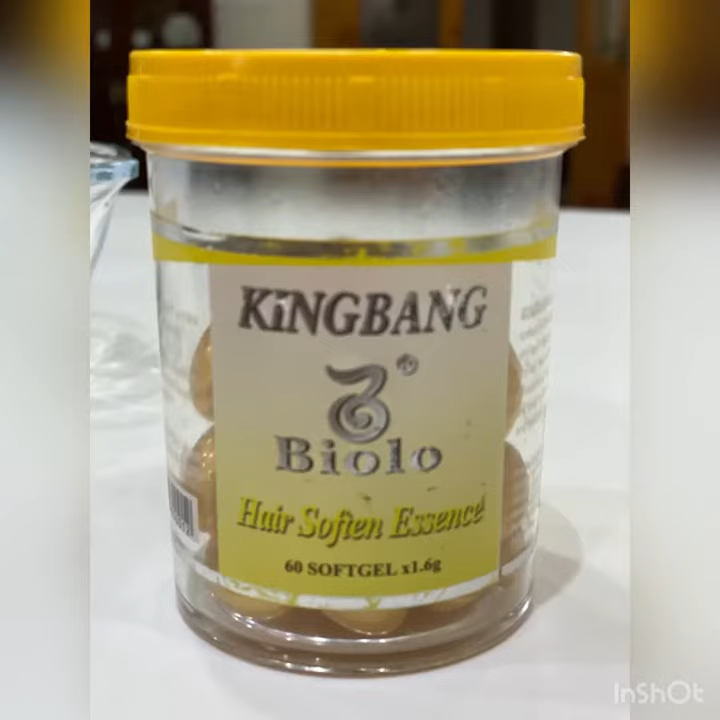 KiNGBANG
®
Biolo
Hair Soften Essence
60 SOFTGEL x1.6g
InShOt